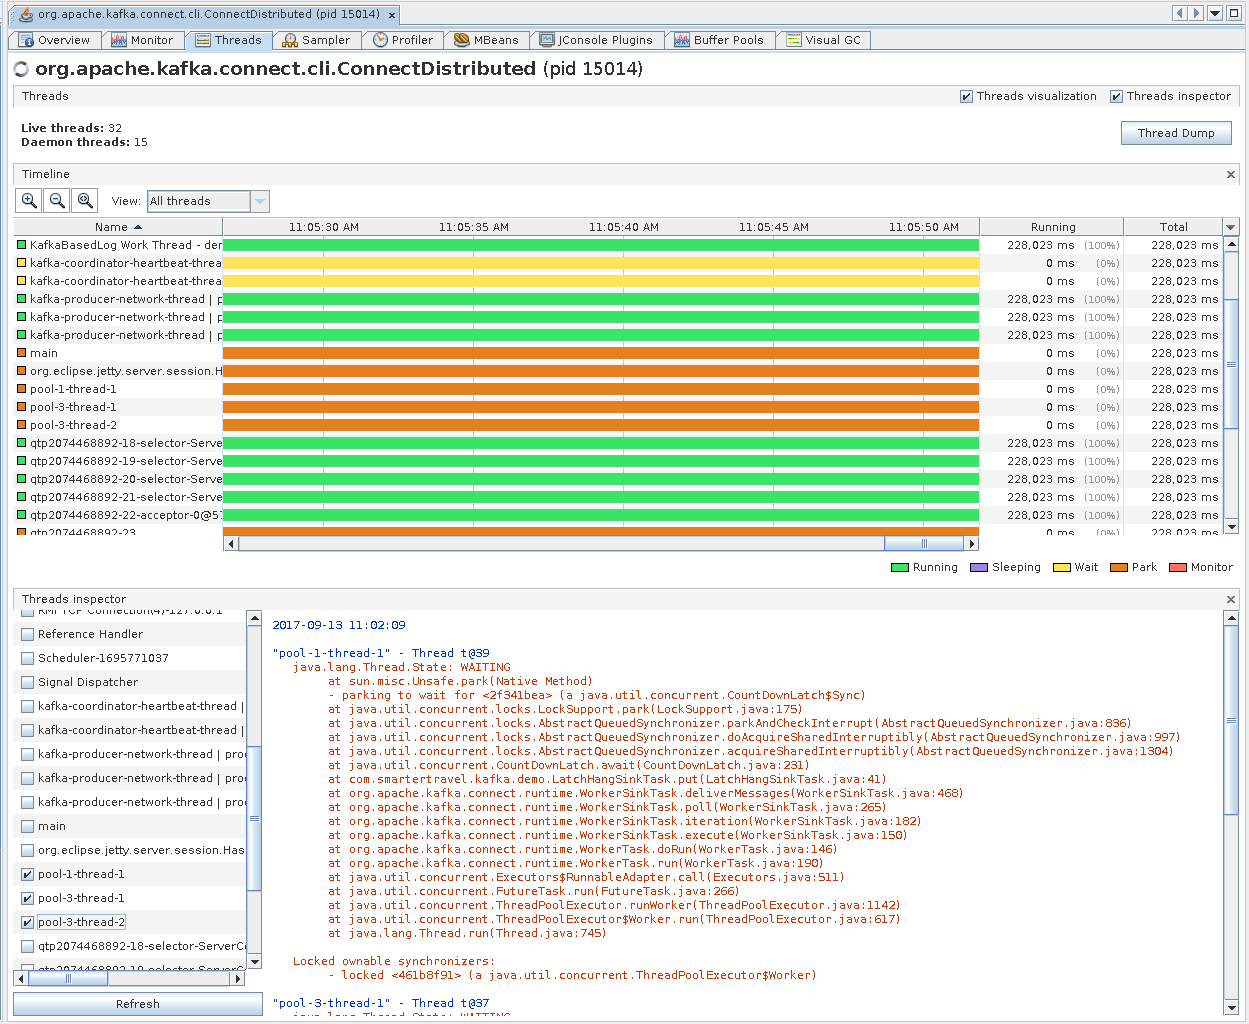 org.apache.kafka.connect.cli.ConnectDistributed (pid 15014)
Overview Monitor Threads Sampler Profiler MBeans JConsole Plugins Buffer Pools Visual GC
org.apache.kafka.connect.cli.ConnectDistributed (pid 15014)
Threads Threads visualization Threads inspector
Live threads: 32
Daemon threads: 15
Thread Dump
Timeline
View: All threads
Name 11:05:30 AM 11:05:35 AM 11:05:40 AM 11:05:45 AM 11:05:50 AM Running Total
KafkaBasedLog Work Thread - der 228,023 ms (100%) 228,023 ms
kafka-coordinator-heartbeat-threa 0 ms (0%) 228,023 ms
kafka-coordinator-heartbeat-threa 0 ms (0%) 228,023 ms
kafka-producer-network-thread | p 228,023 ms (100%) 228,023 ms
kafka-producer-network-thread | p 228,023 ms (100%) 228,023 ms
kafka-producer-network-thread | p 228,023 ms (100%) 228,023 ms
main 0 ms (0%) 228,023 ms
org.eclipse.jetty.server.session.H 0 ms (0%) 228,023 ms
pool-1-thread-1 0 ms (0%) 228,023 ms
pool-3-thread-1 0 ms (0%) 228,023 ms
pool-3-thread-2 0 ms (0%) 228,023 ms
qtp2074468892-18-selector-Serve 228,023 ms (100%) 228,023 ms
qtp2074468892-19-selector-Serve 228,023 ms (100%) 228,023 ms
qtp2074468892-20-selector-Serve 228,023 ms (100%) 228,023 ms
qtp2074468892-21-selector-Serve 228,023 ms (100%) 228,023 ms
qtp2074468892-22-acceptor-0@5 228,023 ms (100%) 228,023 ms
qtp2074468892-23 0 ms (0%) 228,023 ms
Running Sleeping Wait Park Monitor
Threads inspector
RMI TCP Connection(4)-127.0.0.1
Reference Handler
Scheduler-1695771037
Signal Dispatcher
kafka-coordinator-heartbeat-thread |
kafka-coordinator-heartbeat-thread |
kafka-producer-network-thread | pro
kafka-producer-network-thread | pro
kafka-producer-network-thread | pro
main
org.eclipse.jetty.server.session.Has
pool-1-thread-1
pool-3-thread-1
pool-3-thread-2
qtp2074468892-18-selector-ServerCo
qtp2074468892-19-selector-ServerC
Refresh
2017-09-13 11:02:09
"pool-1-thread-1" - Thread t@39
java.lang.Thread.State: WAITING
at sun.misc.Unsafe.park(Native Method)
- parking to wait for <2f341bea> (a java.util.concurrent.CountDownLatch$Sync)
at java.util.concurrent.locks.LockSupport.park(LockSupport.java:175)
at java.util.concurrent.locks.AbstractQueuedSynchronizer.parkAndCheckInterrupt(AbstractQueuedSynchronizer.java:836)
at java.util.concurrent.locks.AbstractQueuedSynchronizer.doAcquireSharedInterruptibly(AbstractQueuedSynchronizer.java:997)
at java.util.concurrent.locks.AbstractQueuedSynchronizer.acquireSharedInterruptibly(AbstractQueuedSynchronizer.java:1304)
at java.util.concurrent.CountDownLatch.await(CountDownLatch.java:231)
at com.smartertravel.kafka.demo.LatchHangSinkTask.put(LatchHangSinkTask.java:41)
at org.apache.kafka.connect.runtime.WorkerSinkTask.deliverMessages(WorkerSinkTask.java:468)
at org.apache.kafka.connect.runtime.WorkerSinkTask.poll(WorkerSinkTask.java:265)
at org.apache.kafka.connect.runtime.WorkerSinkTask.iteration(WorkerSinkTask.java:182)
at org.apache.kafka.connect.runtime.WorkerSinkTask.execute(WorkerSinkTask.java:150)
at org.apache.kafka.connect.runtime.WorkerTask.doRun(WorkerTask.java:146)
at org.apache.kafka.connect.runtime.WorkerTask.run(WorkerTask.java:190)
at java.util.concurrent.Executors$RunnableAdapter.call(Executors.java:511)
at java.util.concurrent.FutureTask.run(FutureTask.java:266)
at java.util.concurrent.ThreadPoolExecutor.runWorker(ThreadPoolExecutor.java:1142)
at java.util.concurrent.ThreadPoolExecutor$Worker.run(ThreadPoolExecutor.java:617)
at java.lang.Thread.run(Thread.java:745)
Locked ownable synchronizers:
- locked <461b8f91> (a java.util.concurrent.ThreadPoolExecutor$Worker)
"pool-3-thread-1" - Thread t@37
java.lang.Thread.State: WAITING